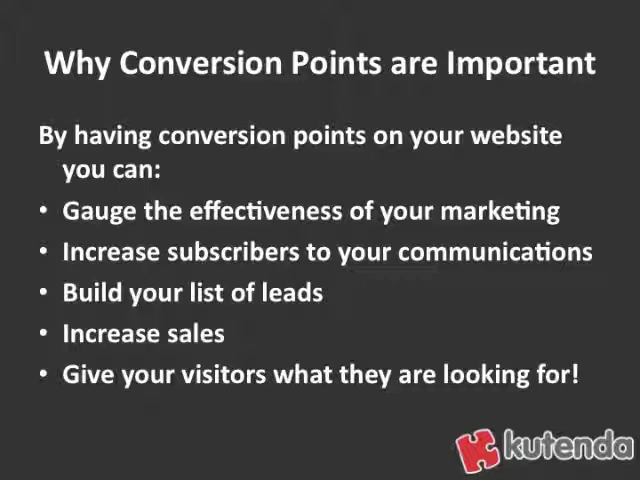 Why Conversion Points are Important
By having conversion points on your website
you can:
• Gauge the effectiveness of your marketing
• Increase subscribers to your communications
• Build your list of leads
• Increase sales
• Give your visitors what they are looking for!
kutenda